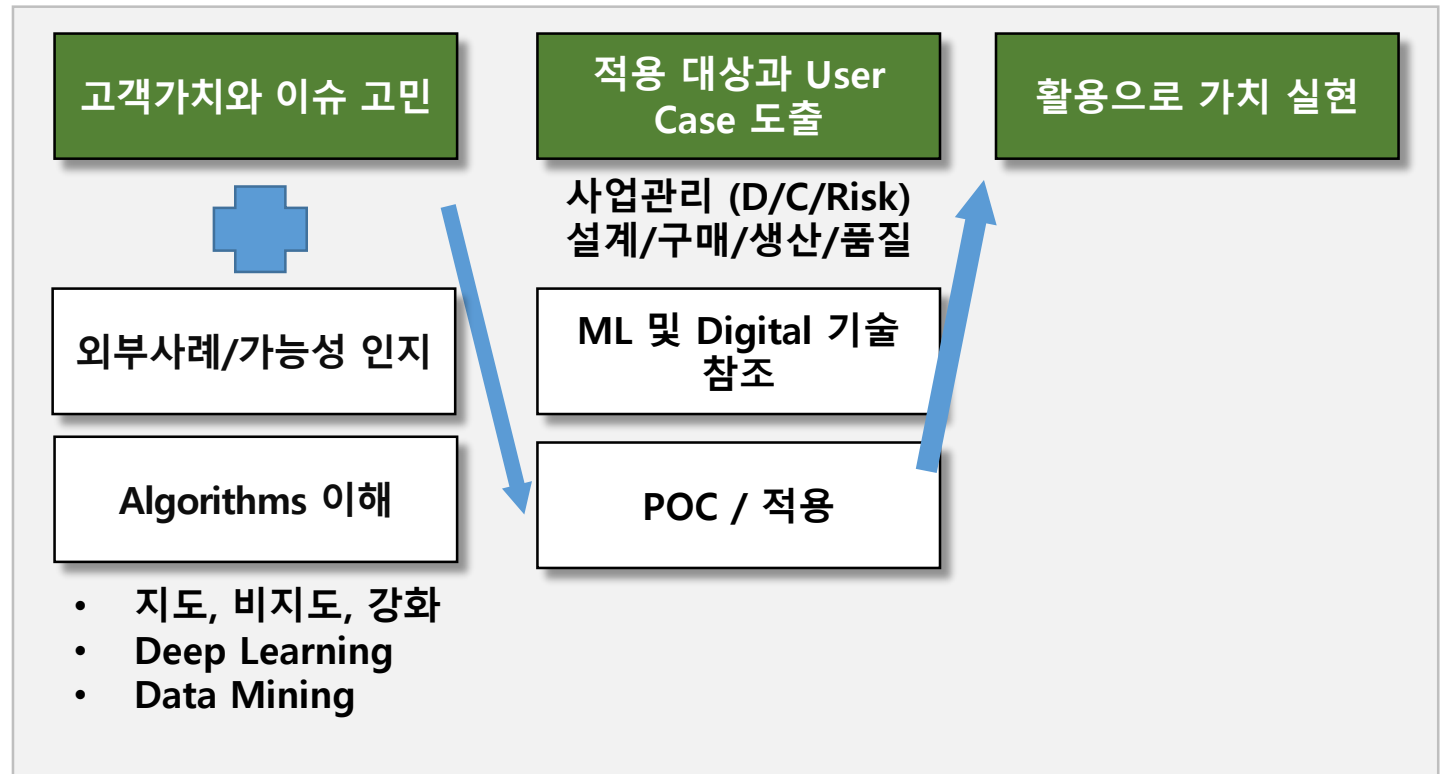 고객가치와 이슈 고민
외부사례/가능성 인지
Algorithms 이해
• 지도, 비지도, 강화
• Deep Learning
• Data Mining
적용 대상과 User
Case 도출
사업관리 (D/C/Risk)
설계/구매/생산/품질
ML 및 Digital 기술
참조
POC / 적용
활용으로 가치 실현